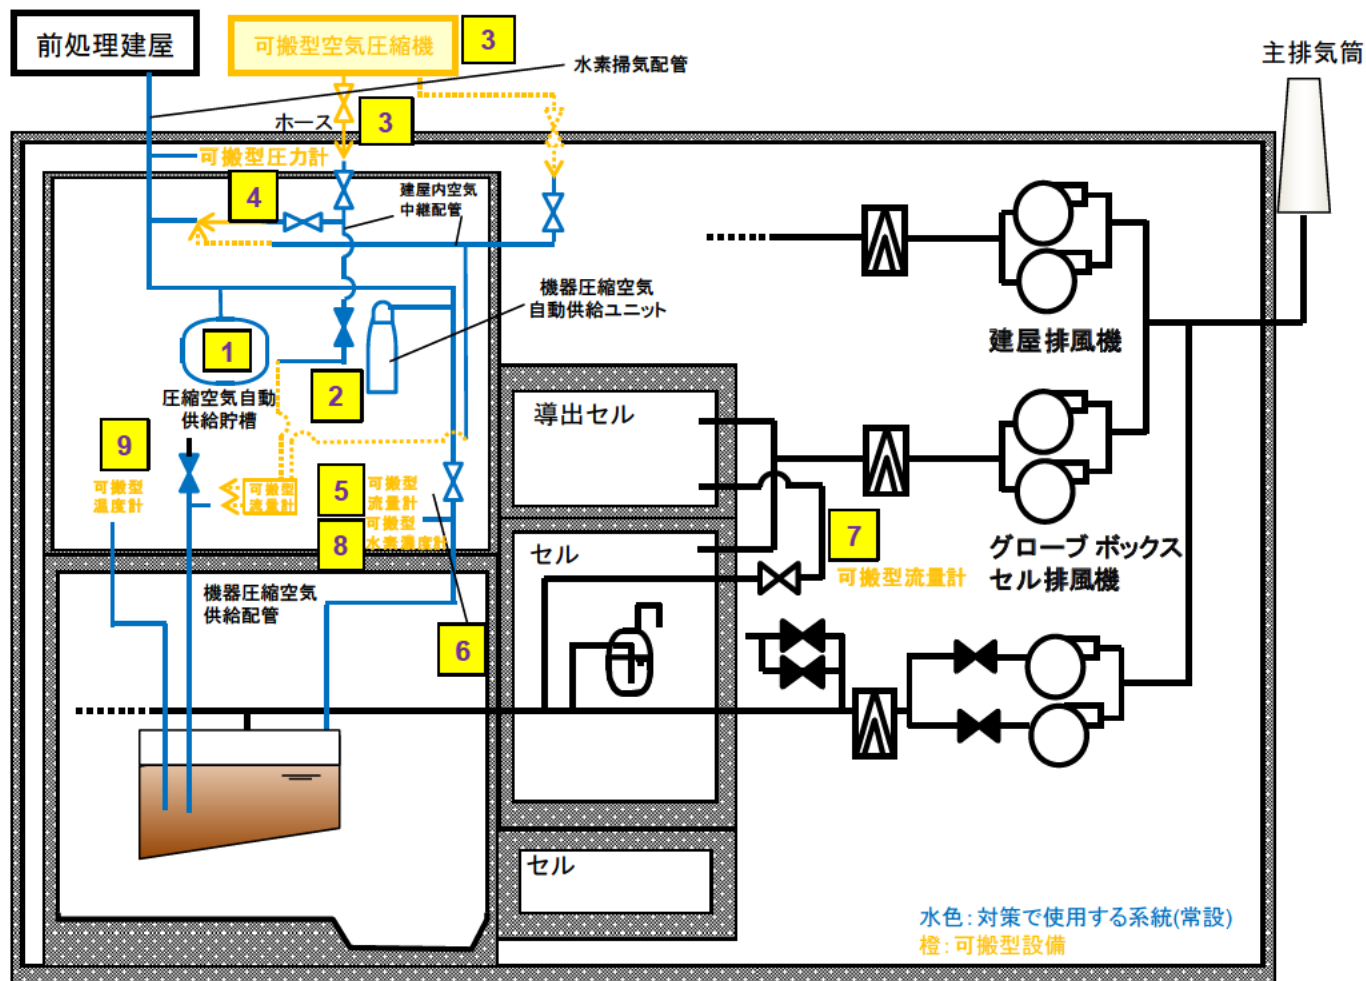 前処理建屋
可搬型空気圧縮機
3
水素掃気配管
主排気筒
ホース
3
可搬型圧力計
4
建屋内空気
中継配管
機器圧縮空気
自動供給ユニット
建屋排風機
1
2
圧縮空気自動
供給貯槽
導出セル
9
可搬型
温度計
可搬型
流量計
5
可搬型
流量計
8
可搬型
水素濃度計
セル
7
可搬型流量計
グローブ ボックス
セル排風機
機器圧縮空気
供給配管
6
セル
水色：対策で使用する系統(常設)
橙：可搬型設備